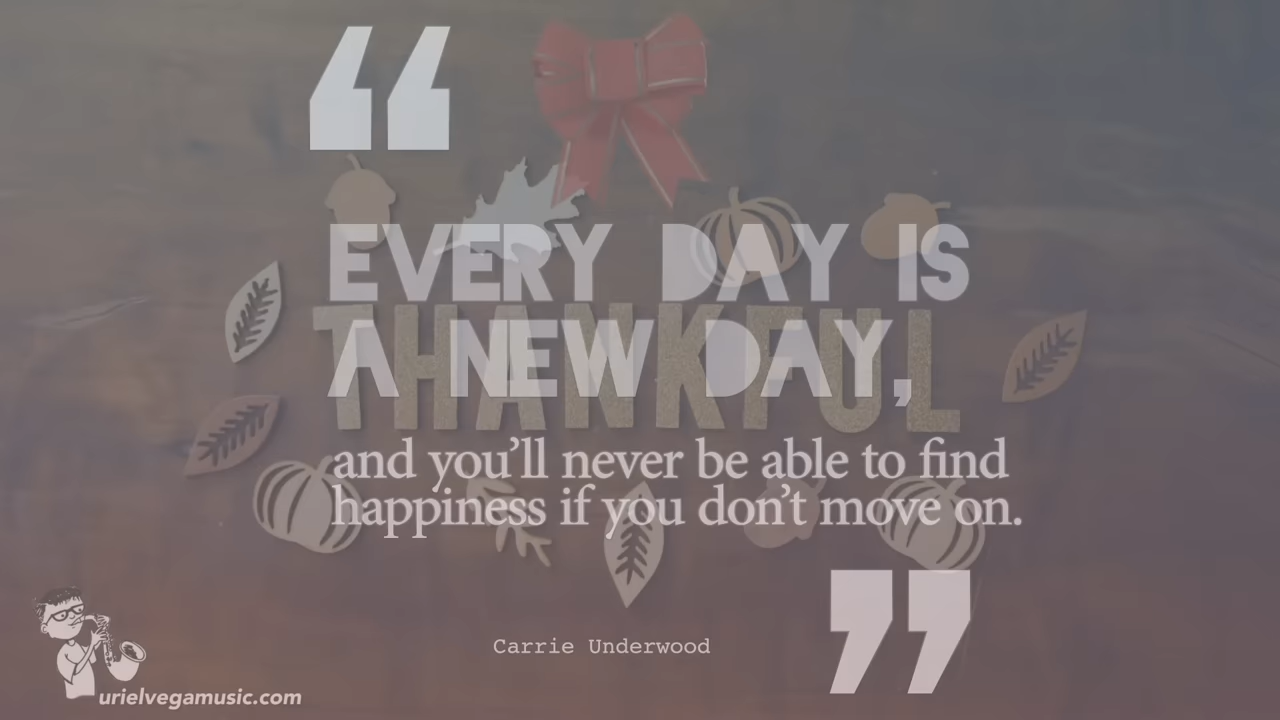 “
EVERY DAY IS
THANKFUL
A NEW DAY,
and you’ll never be able to find
happiness if you don’t move on.
”
Carrie Underwood
urielvegamusic.com